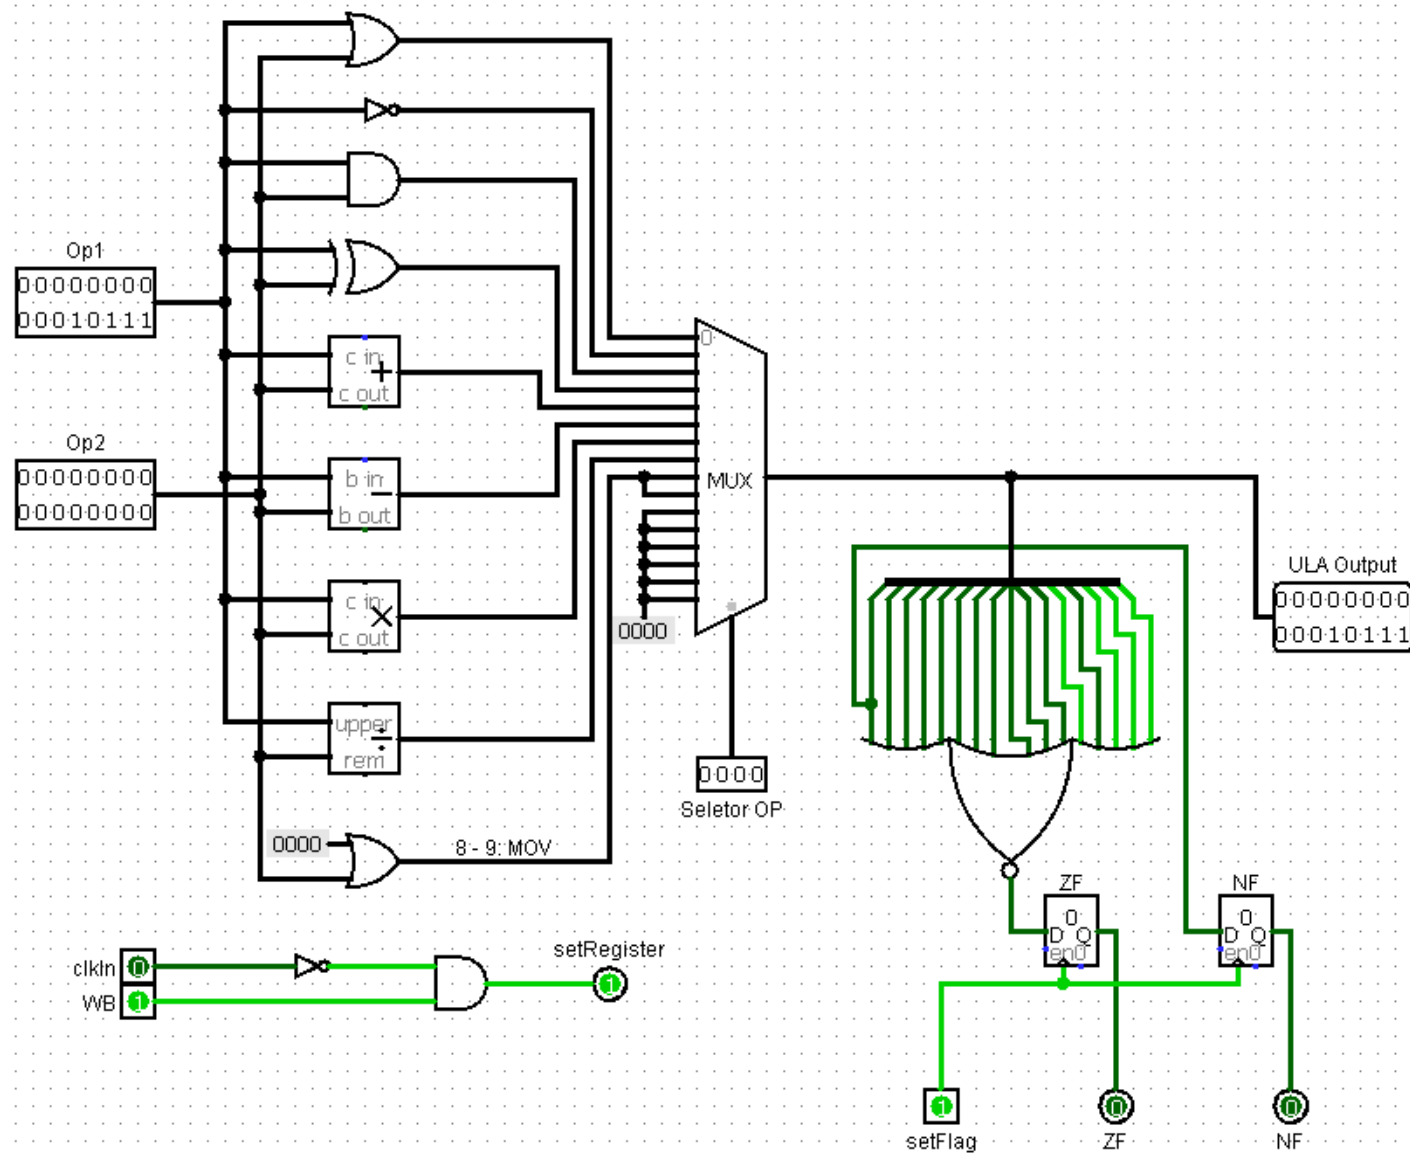 Op1
00000000
00010111
Op2
00000000
00000000
c in
+
c out
b in
−
b out
c in
×
c out
upper
÷
rem
0000
8 - 9: MOV
0
MUX
0000
0000
Seletor OP
ULA Output
00000000
00010111
clkIn
0
WB
1
setRegister
1
ZF
0
D Q
en0
NF
0
D Q
en0
1
setFlag
0
ZF
0
NF